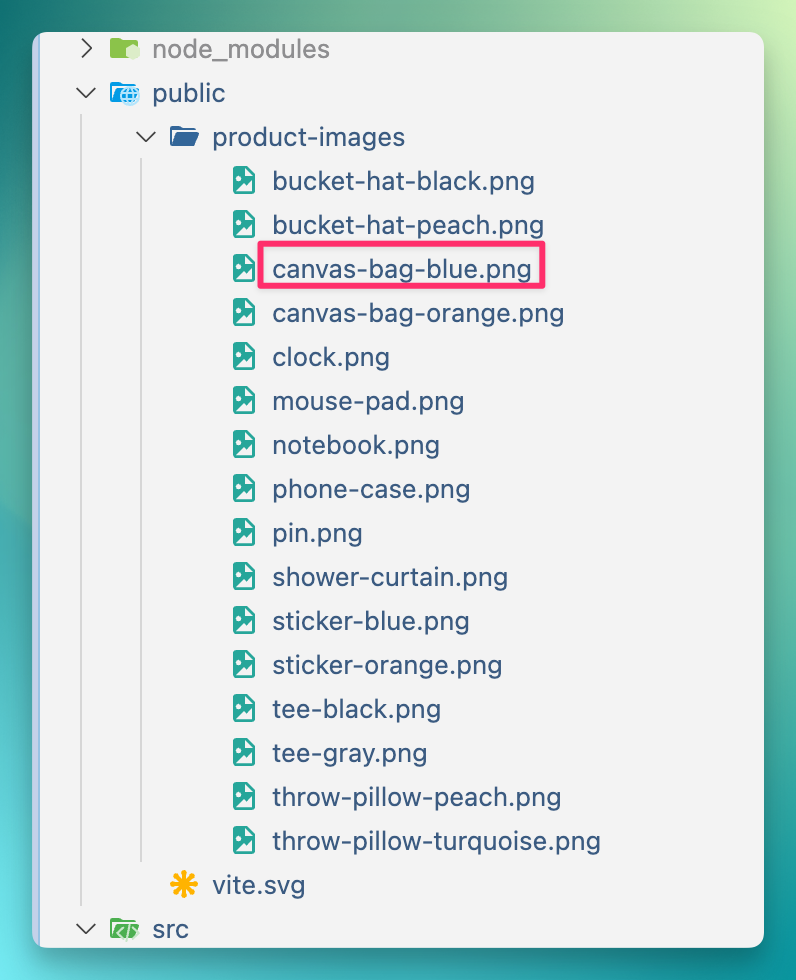 node_modules
public
product-images
bucket-hat-black.png
bucket-hat-peach.png
canvas-bag-blue.png
canvas-bag-orange.png
clock.png
mouse-pad.png
notebook.png
phone-case.png
pin.png
shower-curtain.png
sticker-blue.png
sticker-orange.png
tee-black.png
tee-gray.png
throw-pillow-peach.png
throw-pillow-turquoise.png
vite.svg
src